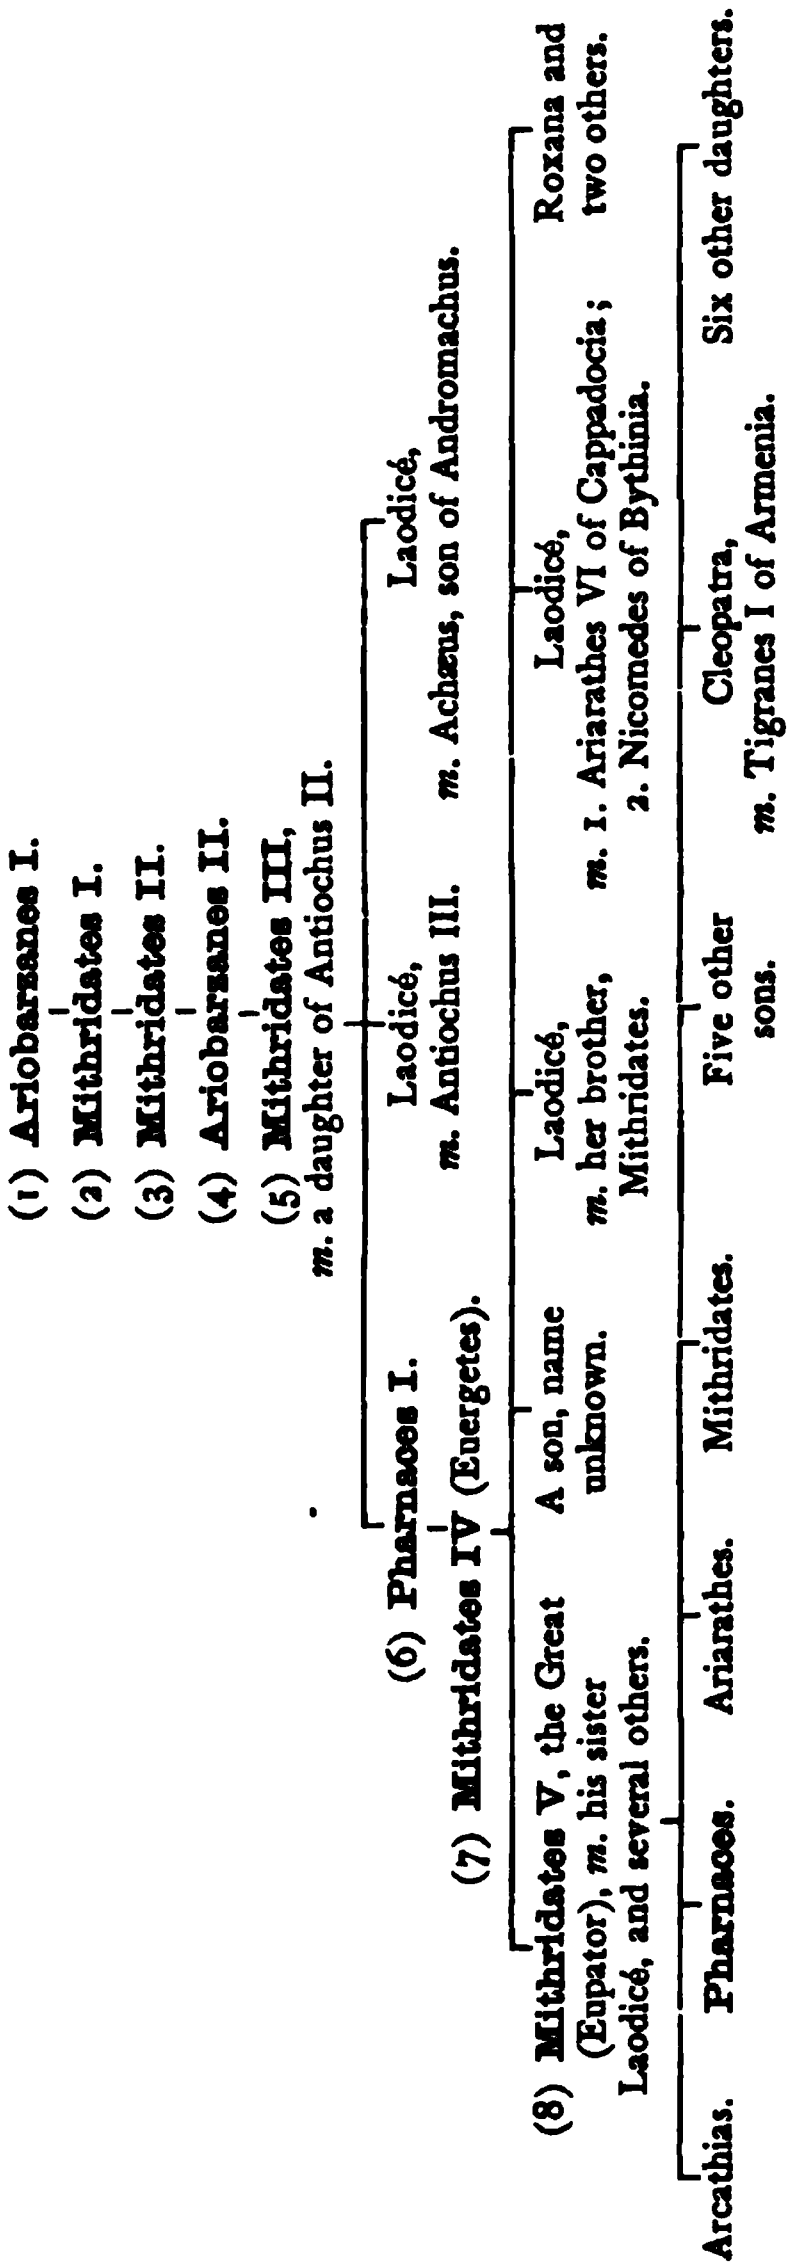 (1) Ariobarzanes I.
(2) Mithridates I.
(3) Mithridates II.
(4) Ariobarzanes II.
(5) Mithridates III,
m. a daughter of Antiochus II.
(6) Pharnaces I.
Laodicé,
m. Antiochus III.
Laodicé,
m. Achæus, son of Andromachus.
(7) Mithridates IV (Euergetes).
(8) Mithridates V, the Great
(Eupator), m. his sister
Laodicé, and several others.
A son, name
unknown.
Laodicé,
m. her brother,
Mithridates.
Laodicé,
m. 1. Ariarathes VI of Cappadocia;
2. Nicomedes of Bythinia.
Roxana and
two others.
Arcathias.
Pharnaces.
Ariarathes.
Mithridates.
Five other
sons.
Cleopatra,
m. Tigranes I of Armenia.
Six other daughters.